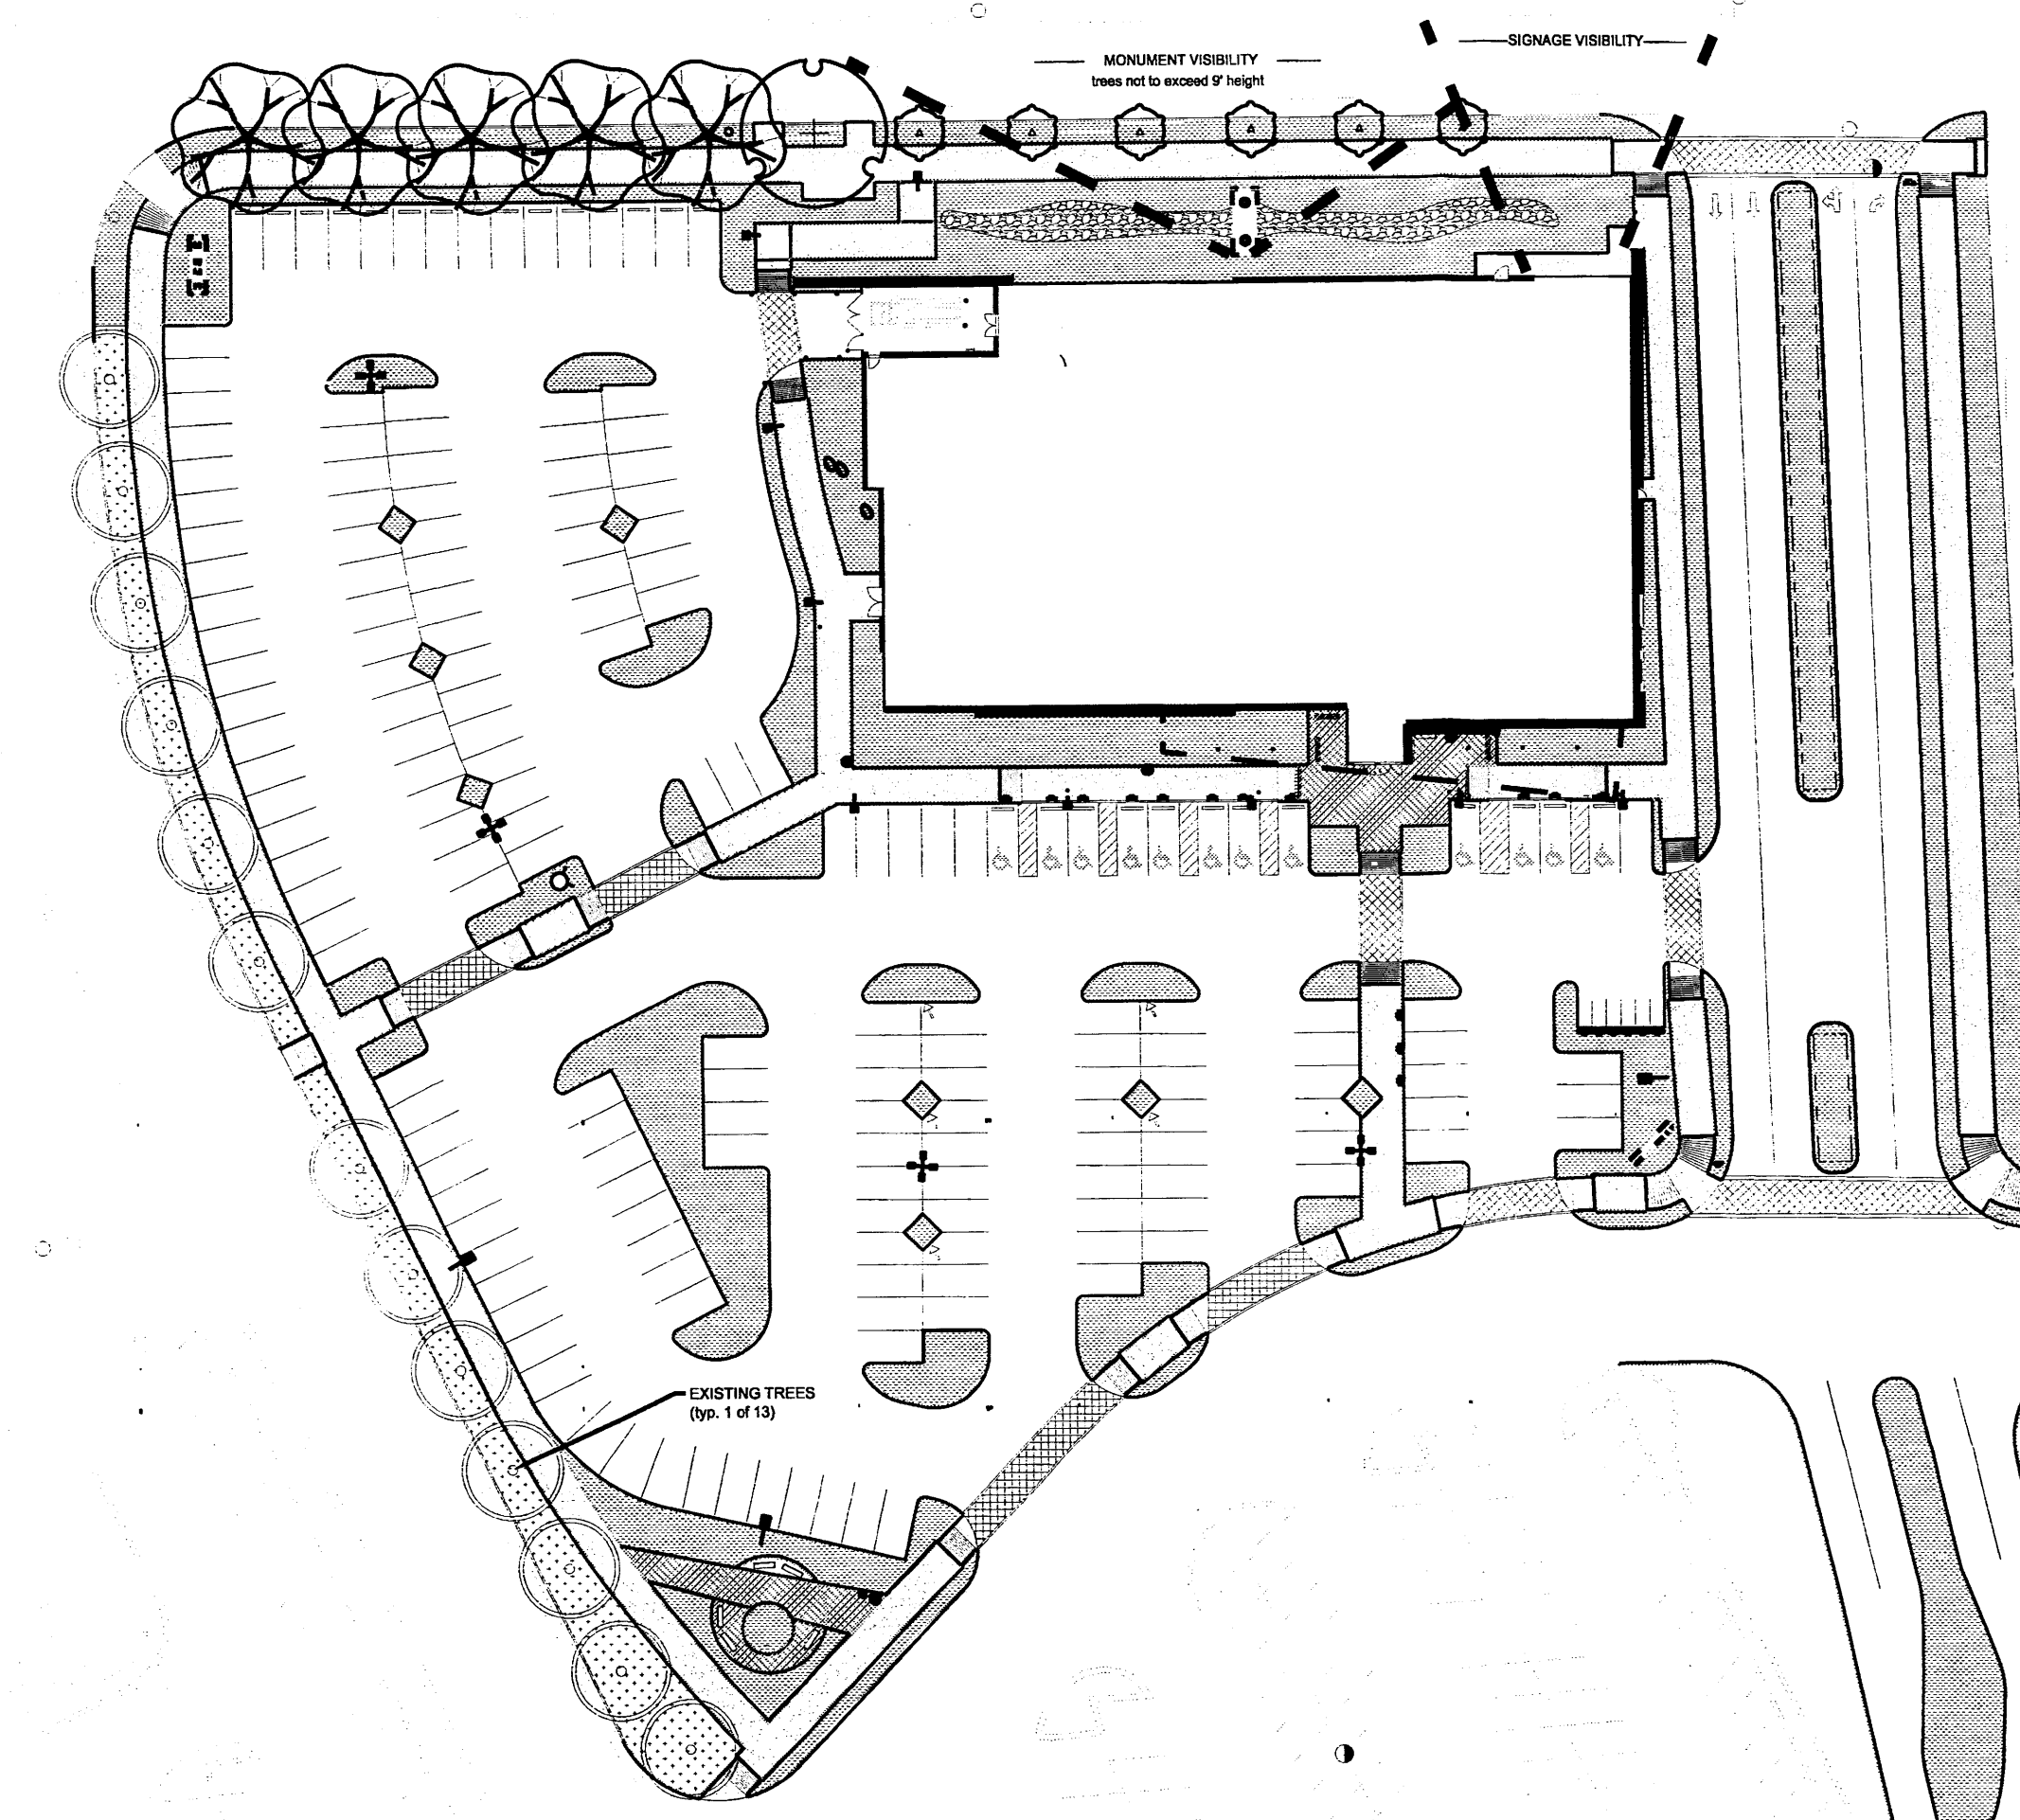 SIGNAGE VISIBILITY
MONUMENT VISIBILITY
trees not to exceed 9' height
EXISTING TREES
(typ. 1 of 13)